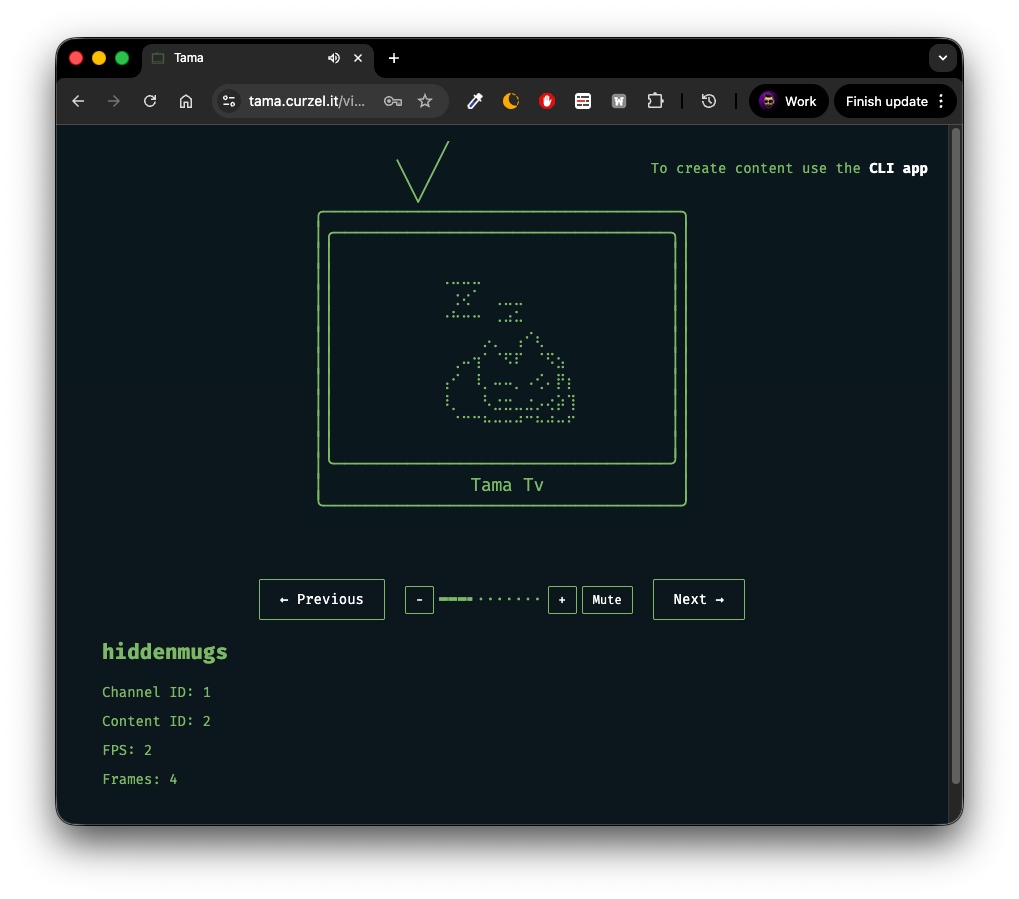 Tama
tama.curzel.it/vi...
W
Work
Finish update
To create content use the CLI app
Tama Tv
← Previous
-
+
Mute
Next →
hiddenmugs
Channel ID: 1
Content ID: 2
FPS: 2
Frames: 4